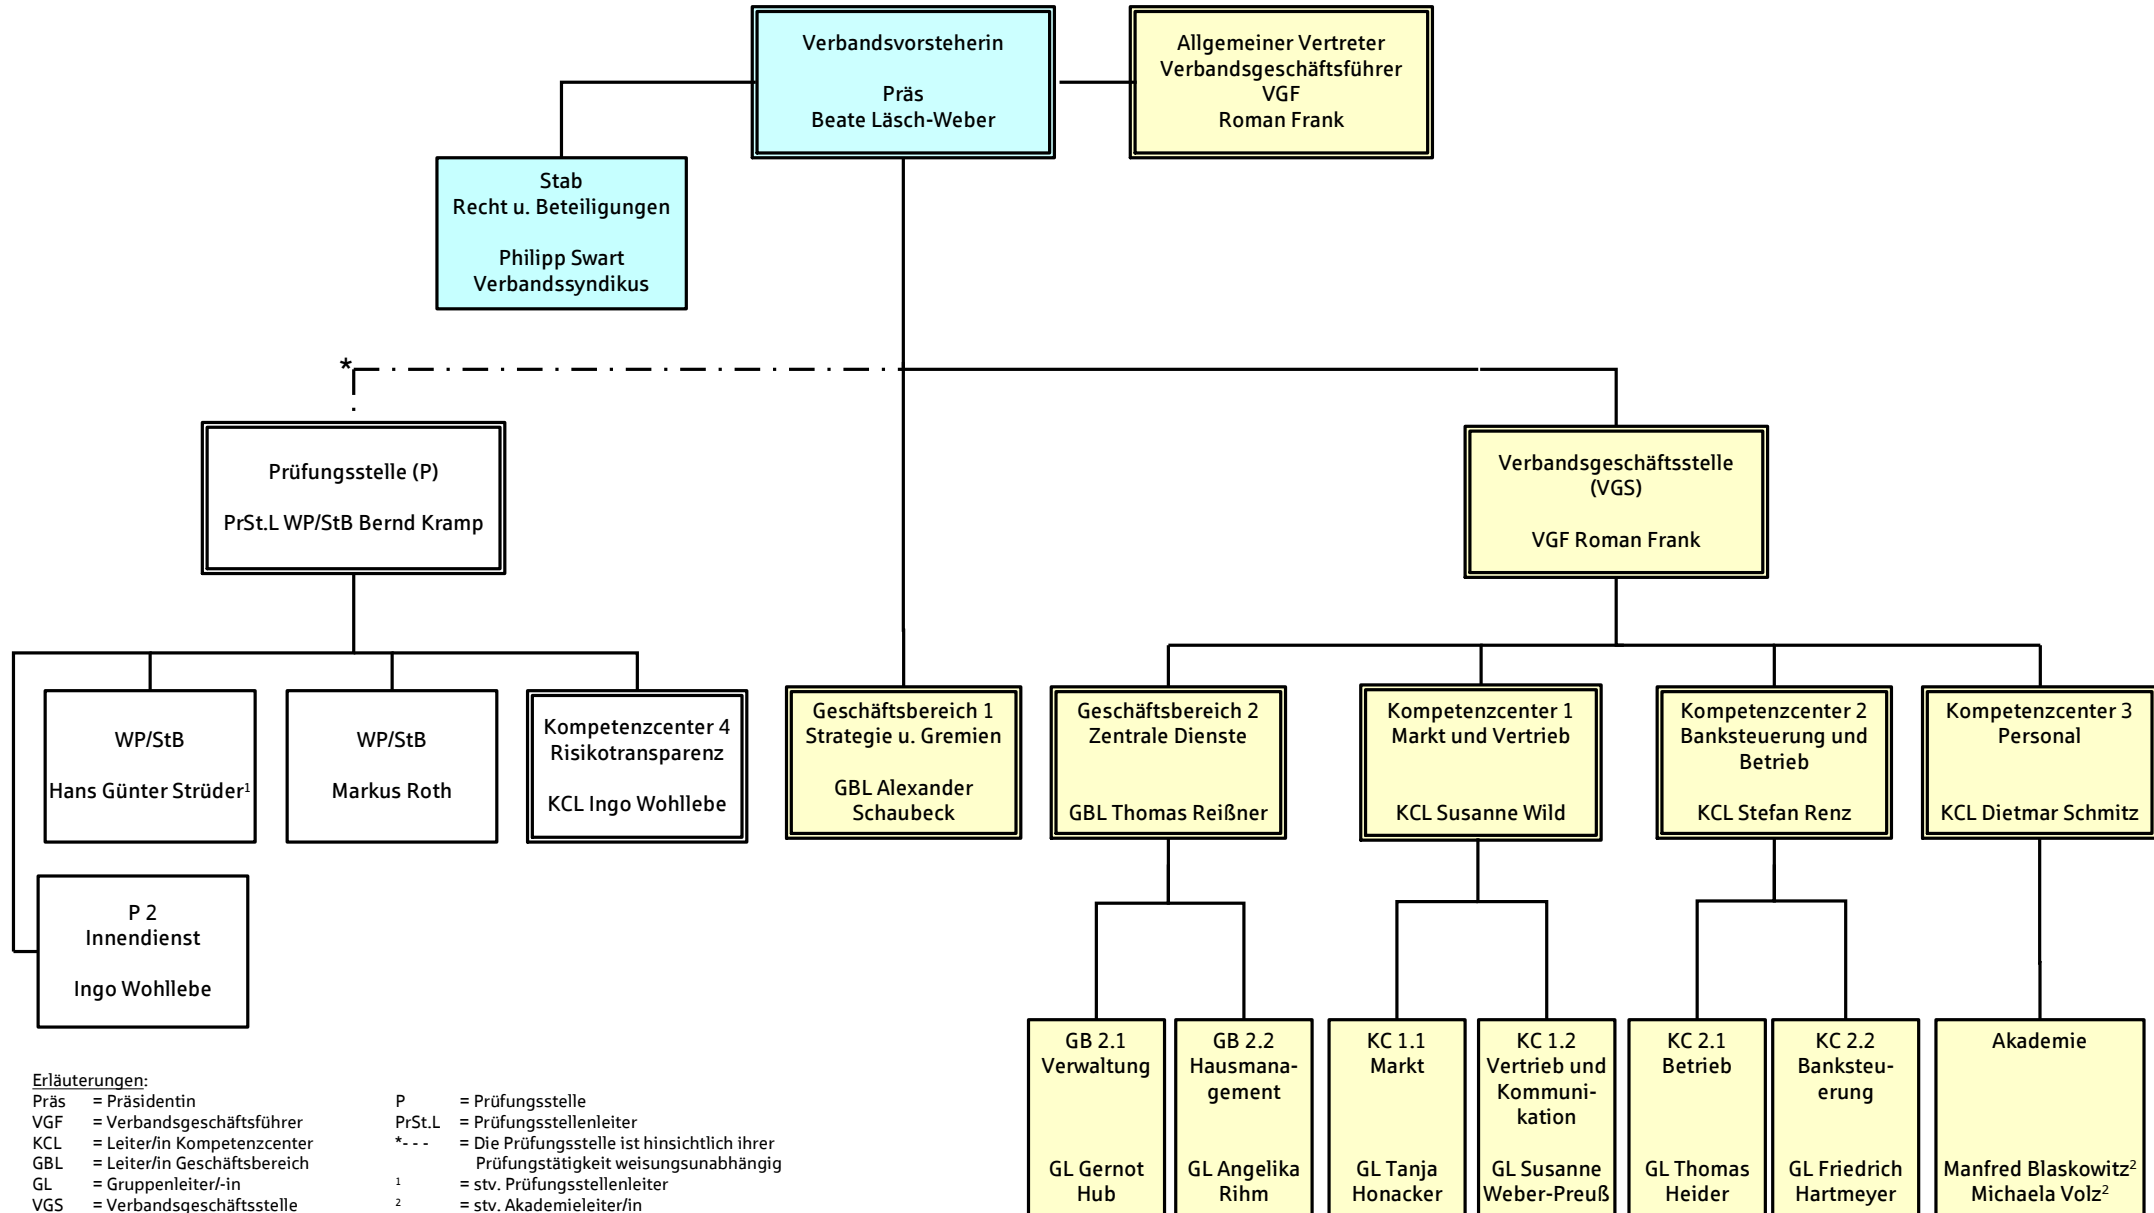 Verbandsvorsteherin
Präs
Beate Läsch-Weber
Allgemeiner Vertreter
Verbandsgeschäftsführer
VGF
Roman Frank
Stab
Recht u. Beteiligungen
Philipp Swart
Verbandssyndikus
*
Prüfungsstelle (P)
PrSt.L WP/StB Bernd Kramp
Verbandsgeschäftsstelle
(VGS)
VGF Roman Frank
WP/StB
Hans Günter Strüder¹
WP/StB
Markus Roth
Kompetenzcenter 4
Risikotransparenz
KCL Ingo Wohllebe
Geschäftsbereich 1
Strategie u. Gremien
GBL Alexander
Schaubeck
Geschäftsbereich 2
Zentrale Dienste
GBL Thomas Reißner
Kompetenzcenter 1
Markt und Vertrieb
KCL Susanne Wild
Kompetenzcenter 2
Banksteuerung und
Betrieb
KCL Stefan Renz
Kompetenzcenter 3
Personal
KCL Dietmar Schmitz
P 2
Innendienst
Ingo Wohllebe
GB 2.1
Verwaltung
GL Gernot
Hub
GB 2.2
Hausmana-
gement
GL Angelika
Rihm
KC 1.1
Markt
GL Tanja
Honacker
KC 1.2
Vertrieb und
Kommuni-
kation
GL Susanne
Weber-Preuß
KC 2.1
Betrieb
GL Thomas
Heider
KC 2.2
Banksteu-
erung
GL Friedrich
Hartmeyer
Akademie
Manfred Blaskowitz²
Michaela Volz²
Erläuterungen:
Präs = Präsidentin
VGF = Verbandsgeschäftsführer
KCL = Leiter/in Kompetenzcenter
GBL = Leiter/in Geschäftsbereich
GL = Gruppenleiter/-in
VGS = Verbandsgeschäftsstelle
P = Prüfungsstelle
PrSt.L = Prüfungsstellenleiter
*- - - = Die Prüfungsstelle ist hinsichtlich ihrer
Prüfungstätigkeit weisungsunabhängig
¹ = stv. Prüfungsstellenleiter
² = stv. Akademieleiter/in